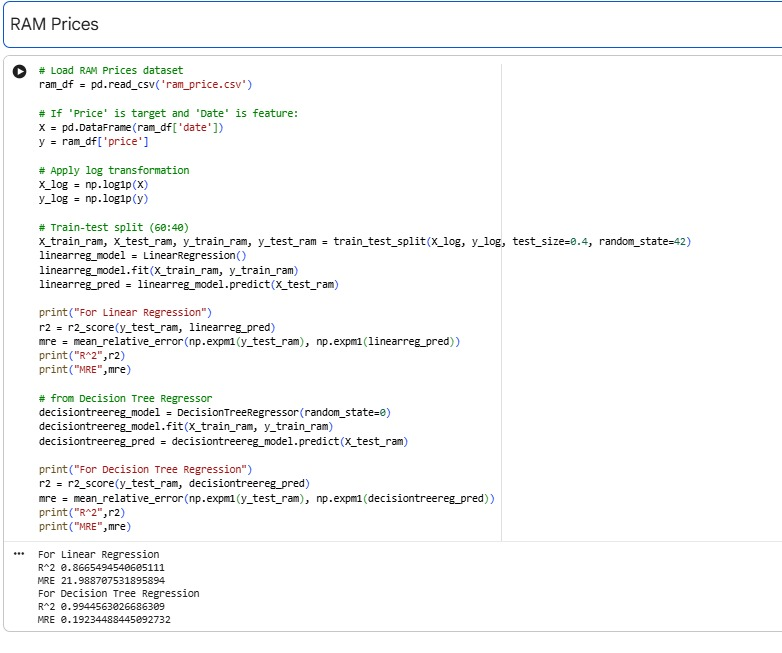 RAM Prices
# Load RAM Prices dataset
ram_df = pd.read_csv('ram_price.csv')
# If 'Price' is target and 'Date' is feature:
X = pd.DataFrame(ram_df['date'])
y = ram_df['price']
# Apply log transformation
X_log = np.log1p(X)
y_log = np.log1p(y)
# Train-test split (60:40)
X_train_ram, X_test_ram, y_train_ram, y_test_ram = train_test_split(X_log, y_log, test_size=0.4, random_state=42)
linearreg_model = LinearRegression()
linearreg_model.fit(X_train_ram, y_train_ram)
linearreg_pred = linearreg_model.predict(X_test_ram)
print("For Linear Regression")
r2 = r2_score(y_test_ram, linearreg_pred)
mre = mean_relative_error(np.expm1(y_test_ram), np.expm1(linearreg_pred))
print("R^2",r2)
print("MRE",mre)
# from Decision Tree Regressor
decisiontreereg_model = DecisionTreeRegressor(random_state=0)
decisiontreereg_model.fit(X_train_ram, y_train_ram)
decisiontreereg_pred = decisiontreereg_model.predict(X_test_ram)
print("For Decision Tree Regression")
r2 = r2_score(y_test_ram, decisiontreereg_pred)
mre = mean_relative_error(np.expm1(y_test_ram), np.expm1(decisiontreereg_pred))
print("R^2",r2)
print("MRE",mre)
For Linear Regression
R^2 0.8665494540605111
MRE 21.988707531895894
For Decision Tree Regression
R^2 0.9944563026686309
MRE 0.19234488445092732